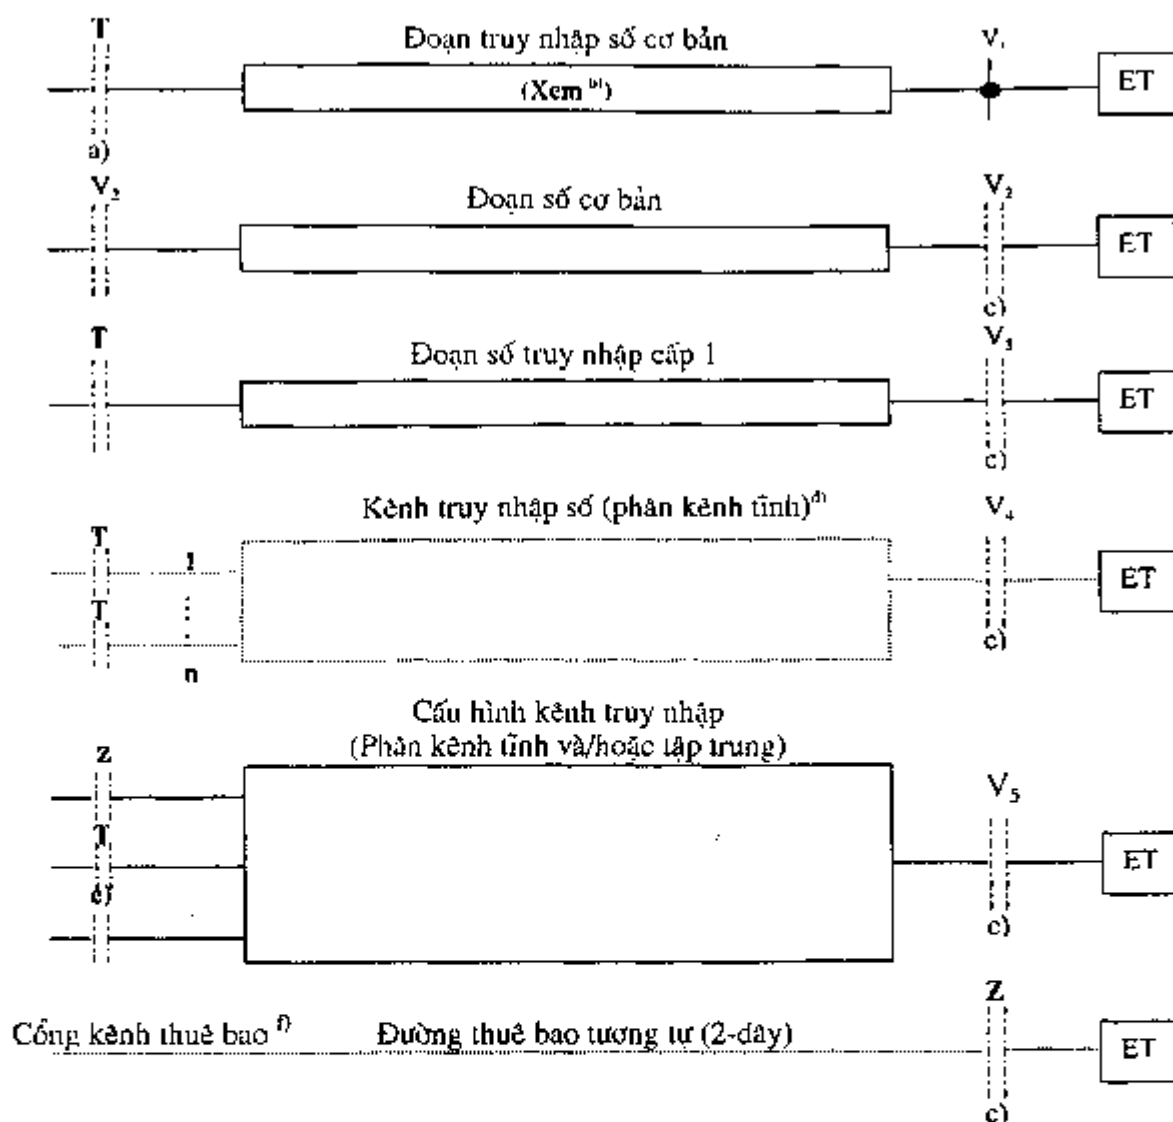 T
Đoạn truy nhập số cơ bản
V₁
(Xem b))
ET
a)
V₂
Đoạn số cơ bản
V₂
ET
c)
T
Đoạn số truy nhập cấp 1
V₃
ET
c)
Kênh truy nhập số (phân kênh tĩnh) d)
V₄
T
1
ET
T
c)
n
Cấu hình kênh truy nhập
(Phân kênh tĩnh và/hoặc tập trung)
Z
V₅
T
ET
e)
c)
Z
Cổng kênh thuê bao f)
Đường thuê bao tương tự (2-dây)
ET
c)